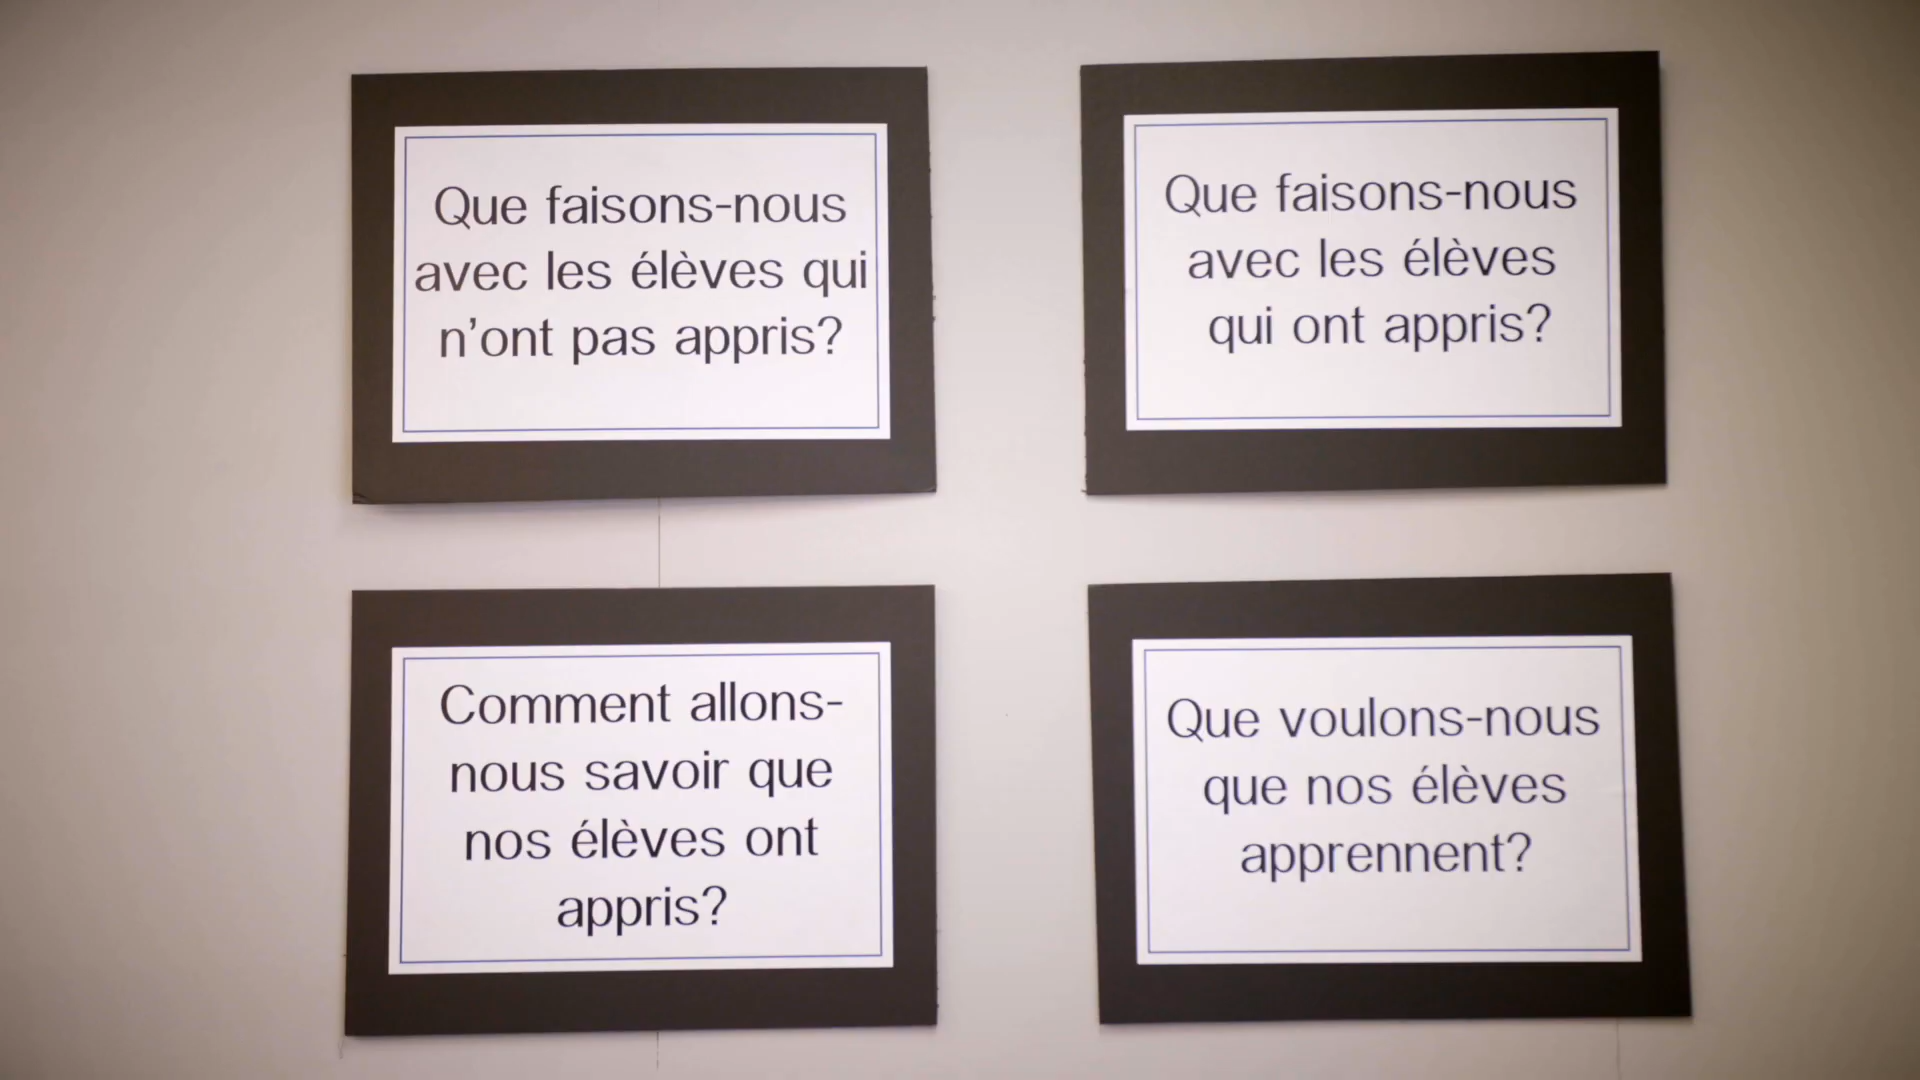 Que faisons-nous
avec les élèves qui
n’ont pas appris?
Que faisons-nous
avec les élèves
qui ont appris?
Comment allons-
nous savoir que
nos élèves ont
appris?
Que voulons-nous
que nos élèves
apprennent?